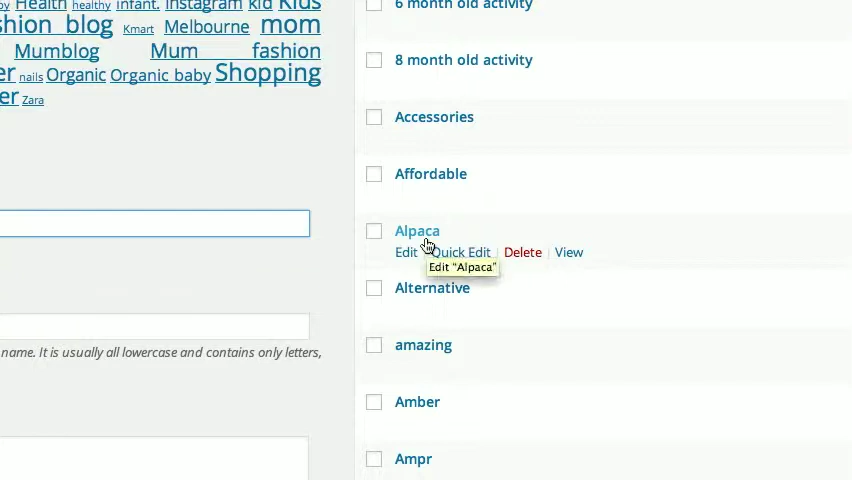 Health healthy infant. Instagram kid Kids
fashion blog Kmart Melbourne mom
Mumblog Mum fashion
nails Organic Organic baby Shopping
Zara
name. It is usually all lowercase and contains only letters,
6 month old activity
8 month old activity
Accessories
Affordable
Alpaca
Edit | Quick Edit | Delete | View
Edit “Alpaca”
Alternative
amazing
Amber
Ampr